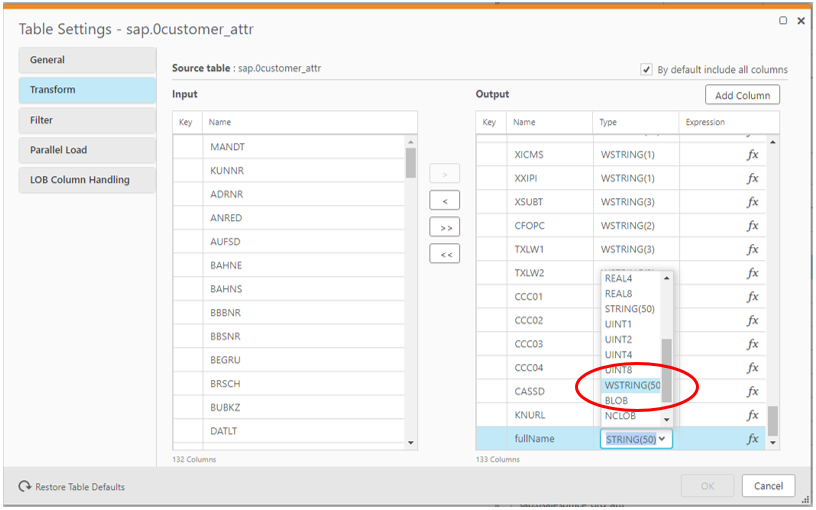 Table Settings - sap.0customer_attr
General
Transform
Filter
Parallel Load
LOB Column Handling
Source table : sap.0customer_attr
By default include all columns
Input
Output
Add Column
Key Name
Key Name Type Expression
MANDT
KUNNR
ADRNR
ANRED
AUFSD
BAHNE
BAHNS
BBBNR
BBSNR
BEGRU
BRSCH
BUBKZ
DATLT
>
<
>>
<<
XICMS WSTRING(1) fx
XXIPI WSTRING(1) fx
XSUBT WSTRING(3) fx
CFOPC WSTRING(2) fx
TXLW1 WSTRING(3) fx
TXLW2 fx
CCC01 fx
CCC02 fx
CCC03 fx
CCC04 fx
CASSD fx
KNURL fx
fullName STRING(50) fx
REAL4
REAL8
STRING(50)
UINT1
UINT2
UINT4
UINT8
WSTRING(50
BLOB
NCLOB
132 Columns
133 Columns
Restore Table Defaults
OK
Cancel